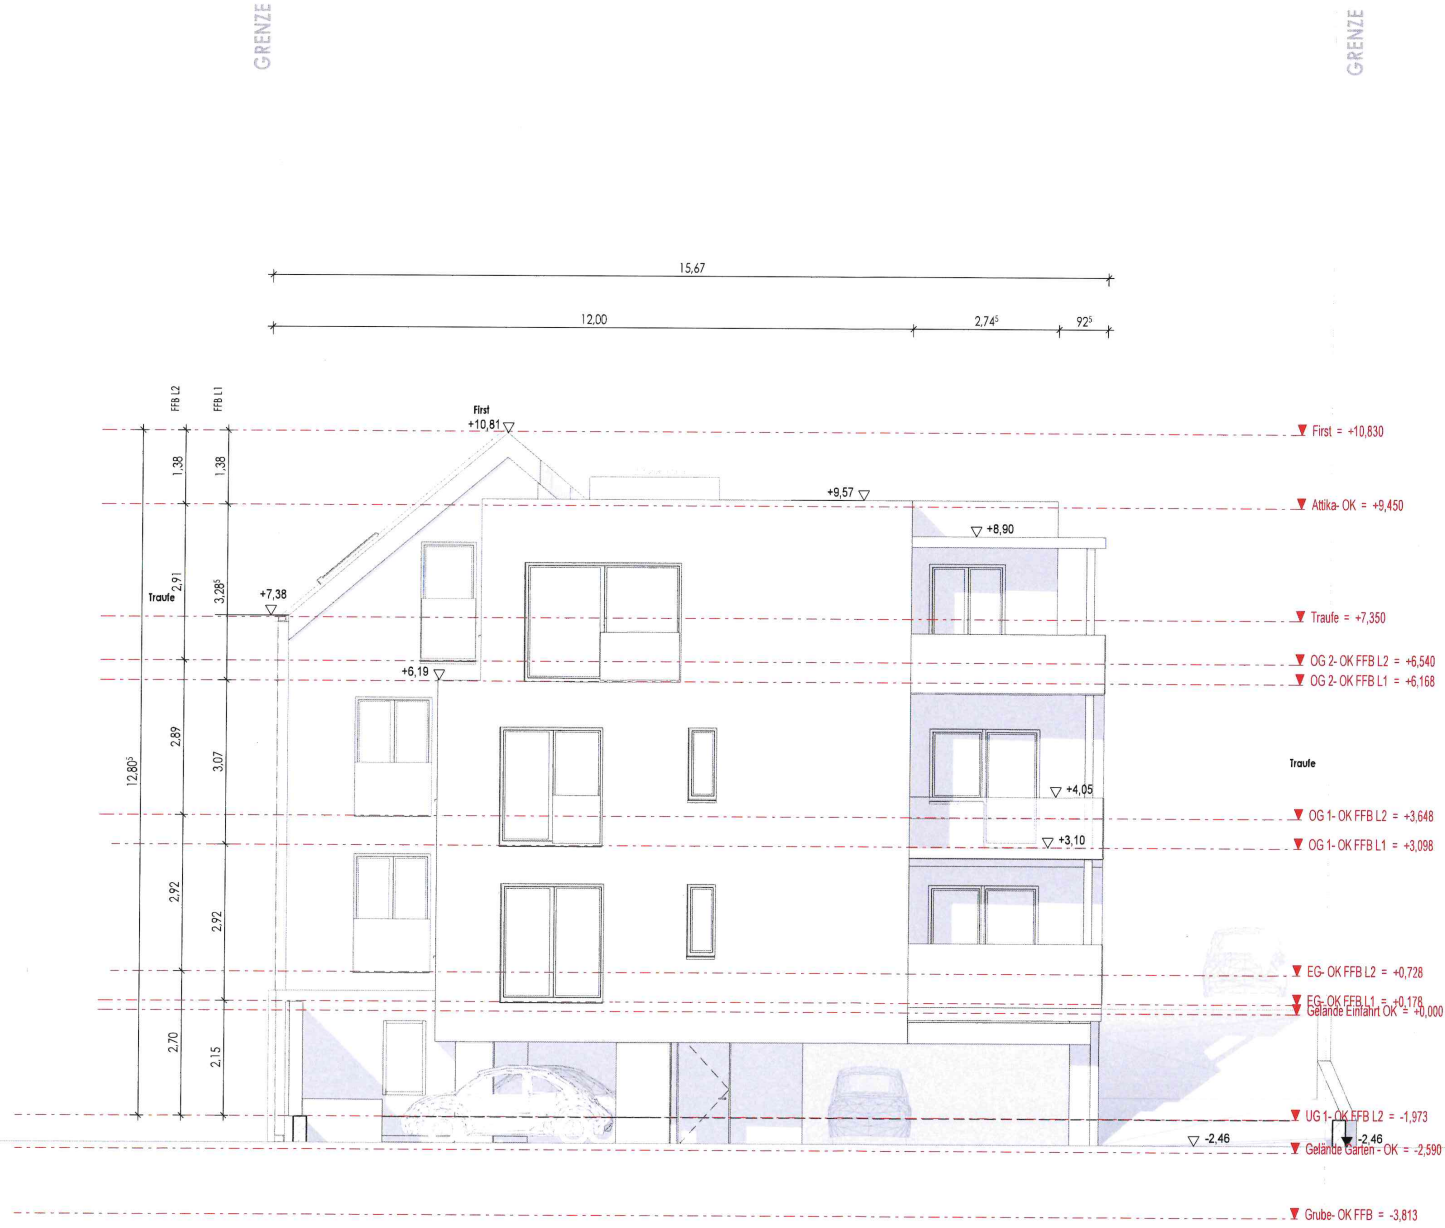 GRENZE
GRENZE
15,67
12,00
2,74⁵
92⁵
FFB L2
FFB L1
First
+10,81
First = +10,830
1,38
1,38
+9,57
Attika- OK = +9,450
+8,90
2,91
3,28⁵
Traufe
+7,38
Traufe = +7,350
OG 2- OK FFB L2 = +6,540
+6,19
OG 2- OK FFB L1 = +6,168
2,89
3,07
12,80⁵
Traufe
+4,05
OG 1- OK FFB L2 = +3,648
+3,10
OG 1- OK FFB L1 = +3,098
2,92
2,92
EG- OK FFB L2 = +0,728
EG- OK FFB L1 = +0,178
Gelände Einfahrt OK = +0,000
2,70
2,15
UG 1- OK FFB L2 = -1,973
-2,46
-2,46
Gelände Garten - OK = -2,590
Grube- OK FFB = -3,813